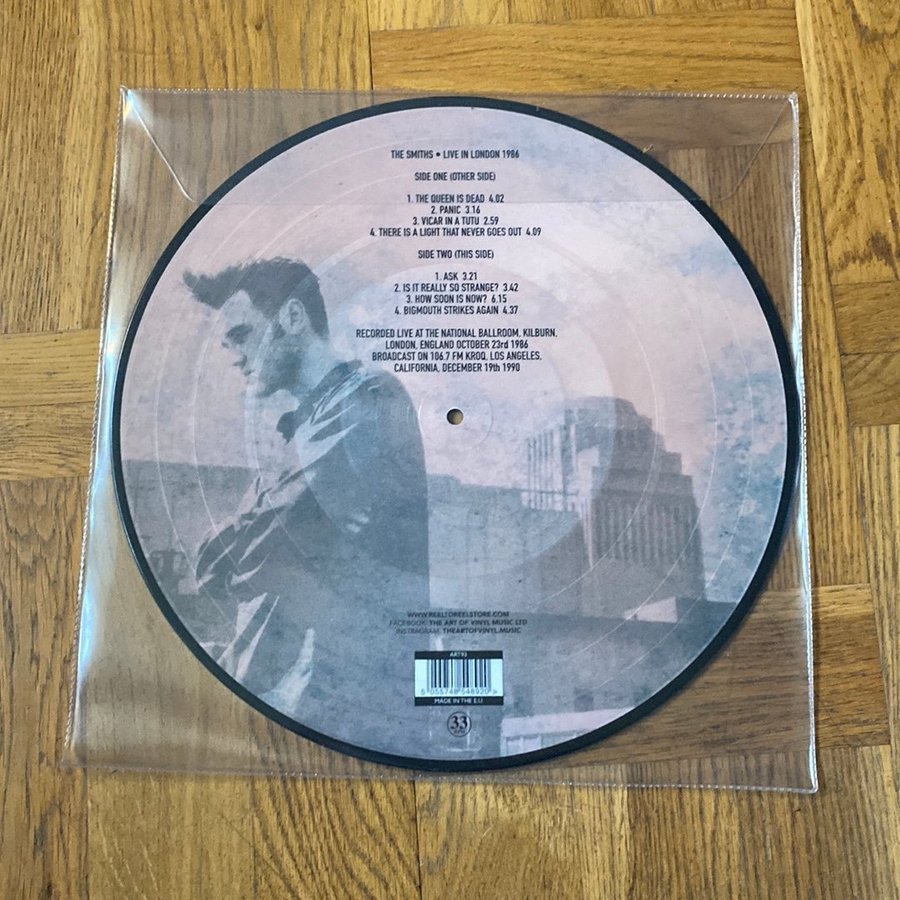 THE SMITHS • LIVE IN LONDON 1986
SIDE ONE (OTHER SIDE)
1. THE QUEEN IS DEAD 4.02
2. PANIC 3.16
3. VICAR IN A TUTU 2.59
4. THERE IS A LIGHT THAT NEVER GOES OUT 4.09
SIDE TWO (THIS SIDE)
1. ASK 3.21
2. IS IT REALLY SO STRANGE? 3.42
3. HOW SOON IS NOW? 6.15
4. BIGMOUTH STRIKES AGAIN 4.37
RECORDED LIVE AT THE NATIONAL BALLROOM, KILBURN,
LONDON, ENGLAND OCTOBER 23rd 1986
BROADCAST ON 106.7 FM KROQ, LOS ANGELES,
CALIFORNIA, DECEMBER 19th 1990
WWW.REELTOREELSTORE.COM
FACEBOOK: THE ART OF VINYL MUSIC LTD
INSTAGRAM: THEARTOFVINYL.MUSIC
ART93
5 055748 548920 >
MADE IN THE E.U
33
RPM